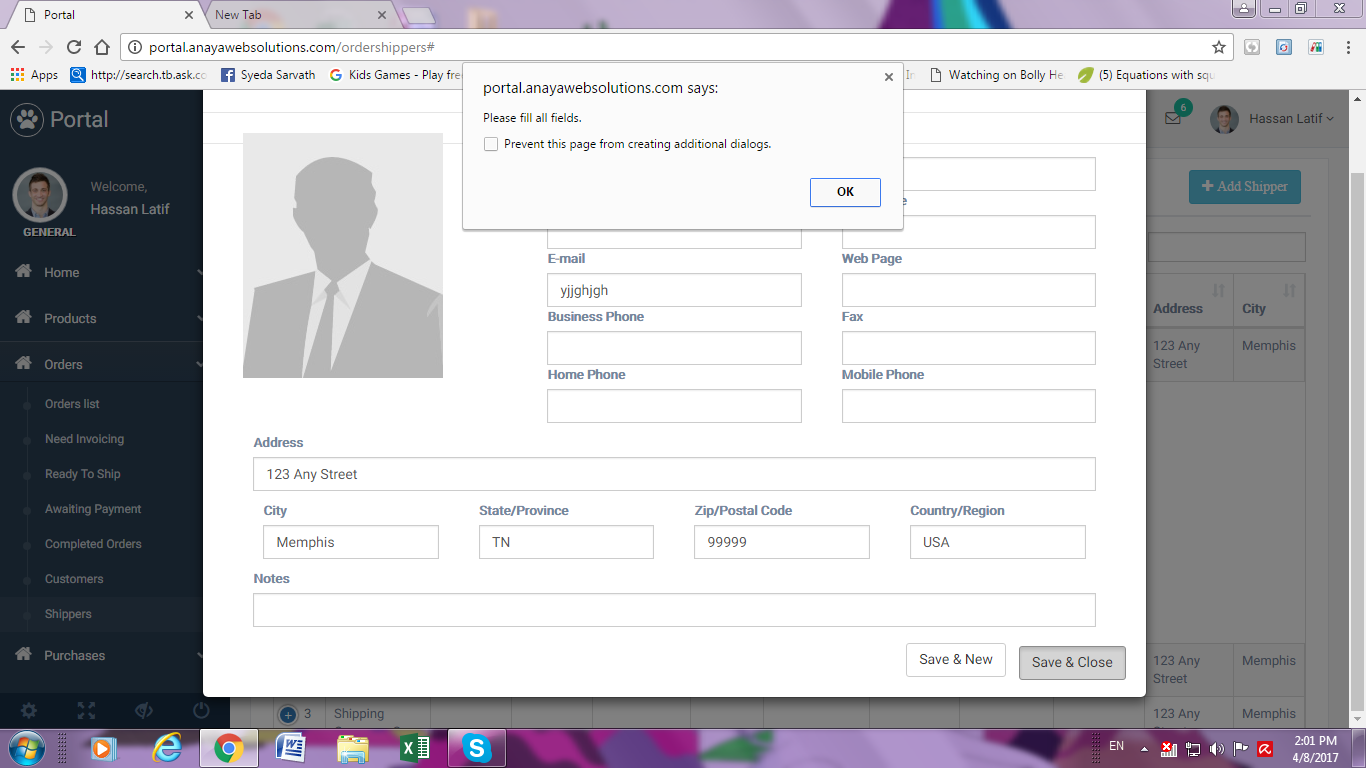 Portal
New Tab
portal.anayawebsolutions.com/ordershippers#
Apps
http://search.tb.ask.co
Syeda Sarvath
Kids Games - Play fre
In
Watching on Bolly He
(5) Equations with squ
portal.anayawebsolutions.com says:
Please fill all fields.
Prevent this page from creating additional dialogs.
OK
Portal
6
Hassan Latif
Welcome,
Hassan Latif
GENERAL
Home
Products
Orders
Orders list
Need Invoicing
Ready To Ship
Awaiting Payment
Completed Orders
Customers
Shippers
Purchases
Add Shipper
E-mail
Web Page
yjjghjgh
Business Phone
Fax
Home Phone
Mobile Phone
Address
123 Any Street
City
State/Province
Zip/Postal Code
Country/Region
Memphis
TN
99999
USA
Notes
Save & New
Save & Close
Address
City
123 Any
Street
Memphis
123 Any
Street
Memphis
3
Shipping
123 Any
Memphis
EN
2:01 PM
4/8/2017